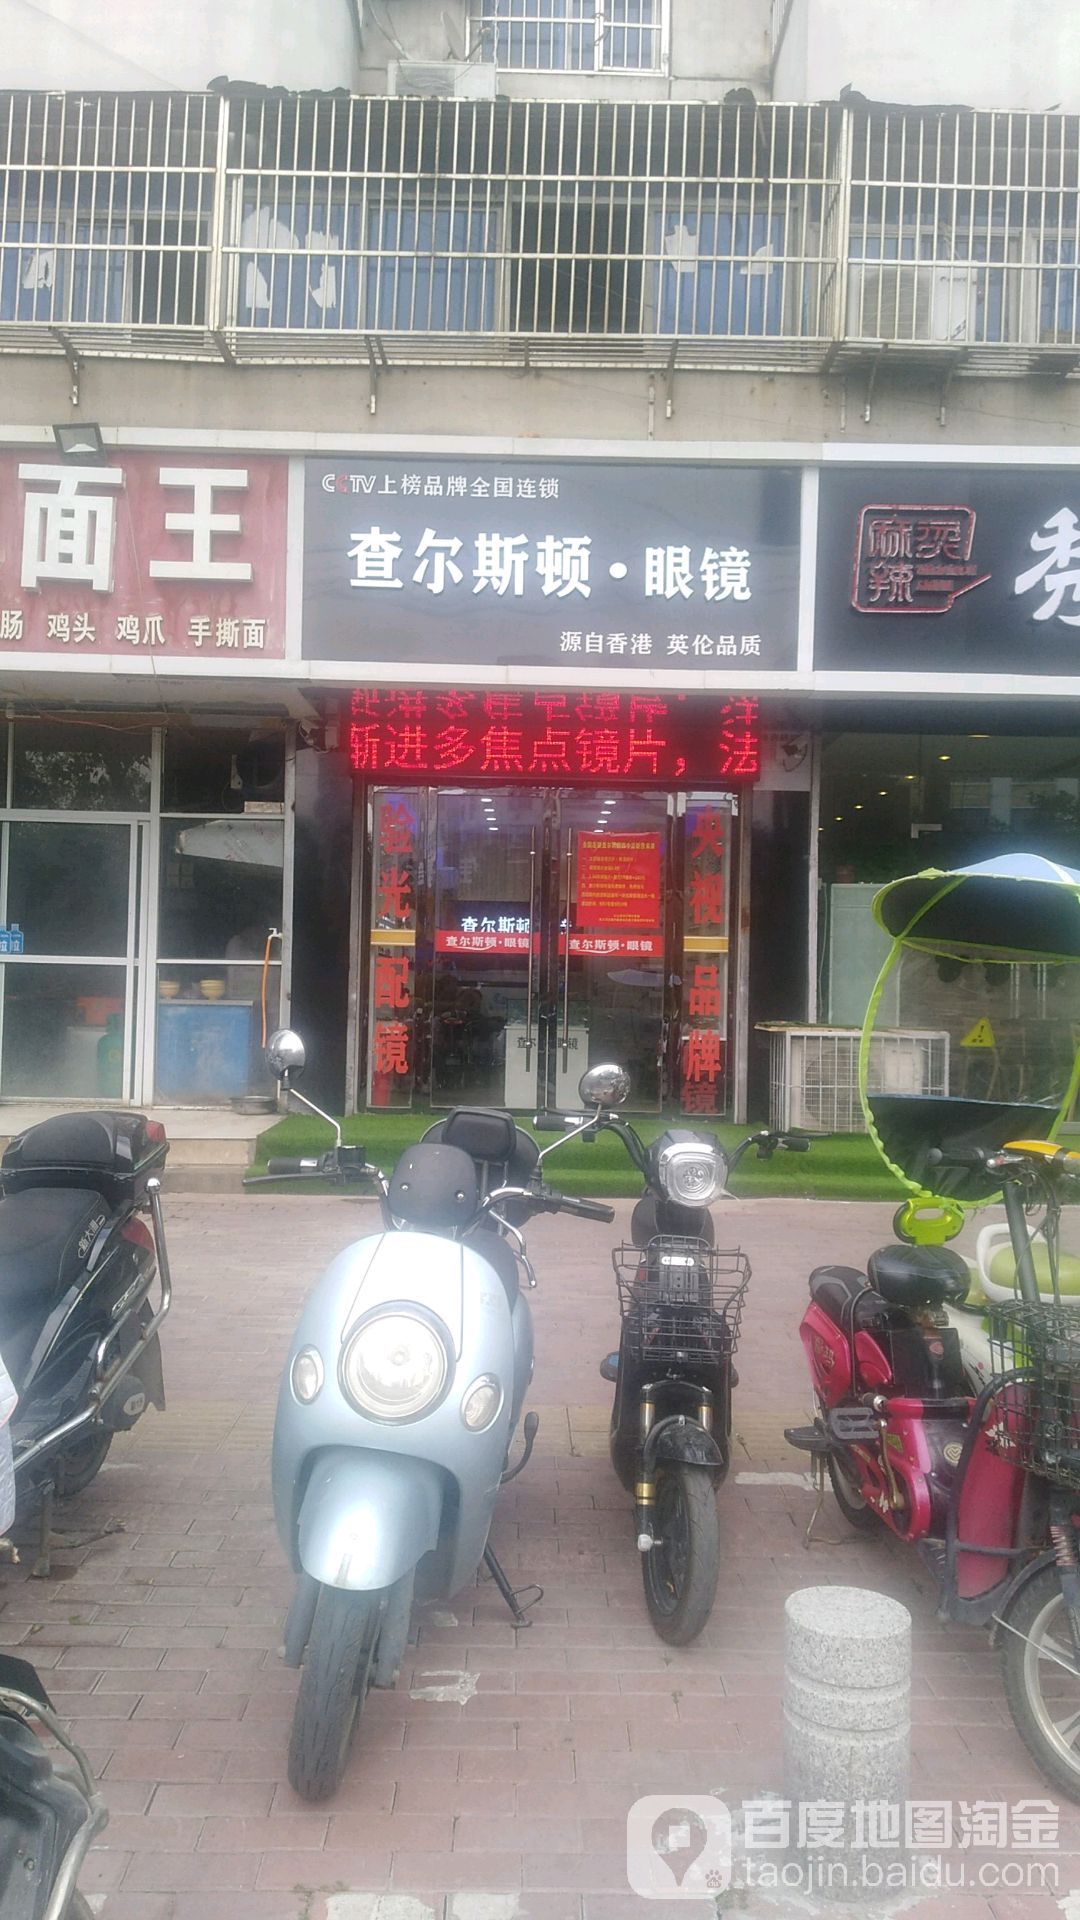 面王
肠 鸡头 鸡爪 手撕面
CCTV上榜品牌全国连锁
查尔斯顿·眼镜
源自香港 英伦品质
麻辣
秀
渐进多焦点镜片，法
验光配镜
央视品牌
镜
查尔斯顿
查尔斯顿·眼镜
查尔斯顿·眼镜
新大洲
百度地图淘金
taojin.baidu.com